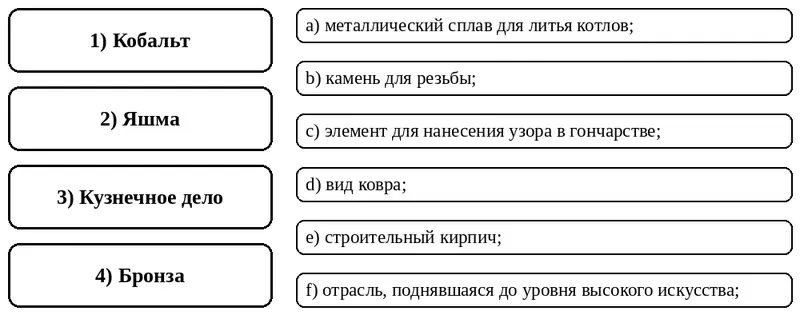 1) Кобальт
2) Яшма
3) Кузнечное дело
4) Бронза
a) металлический сплав для литья котлов;
b) камень для резьбы;
c) элемент для нанесения узора в гончарстве;
d) вид ковра;
e) строительный кирпич;
f) отрасль, поднявшаяся до уровня высокого искусства;